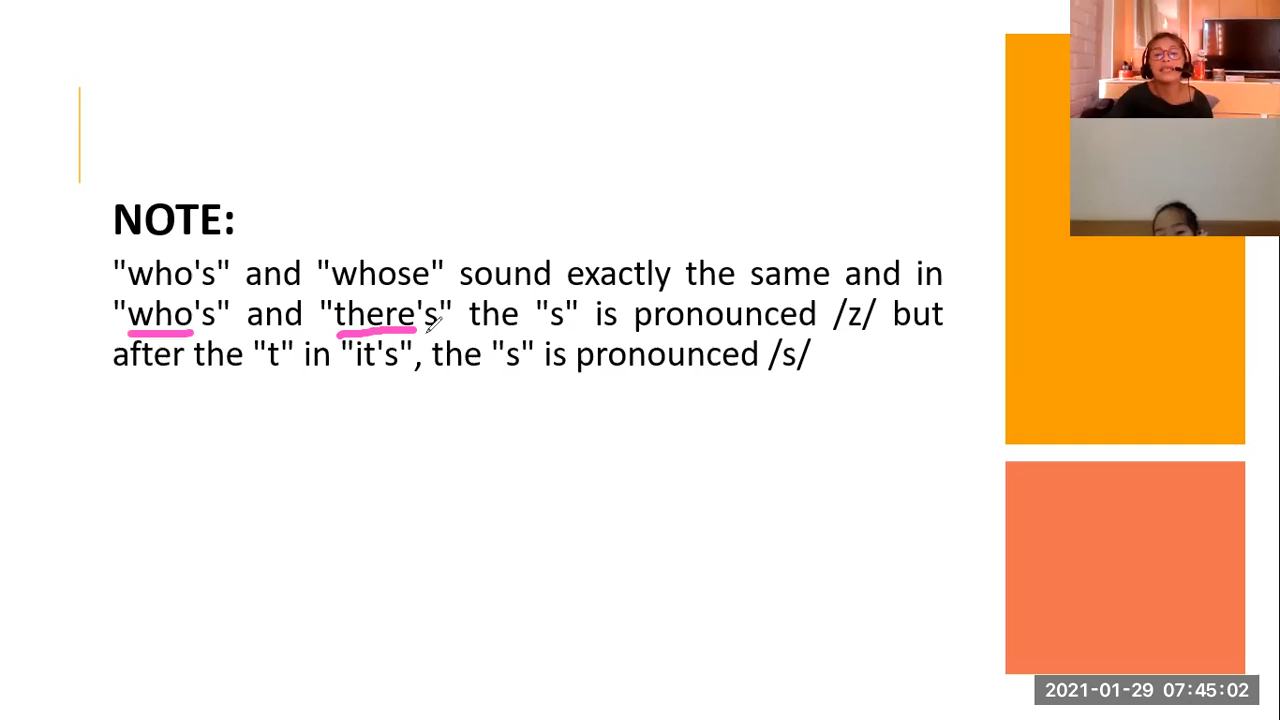 NOTE:
"who's" and "whose" sound exactly the same and in
"who's" and "there's" the "s" is pronounced /z/ but
after the "t" in "it's", the "s" is pronounced /s/
2021-01-29 07:45:02